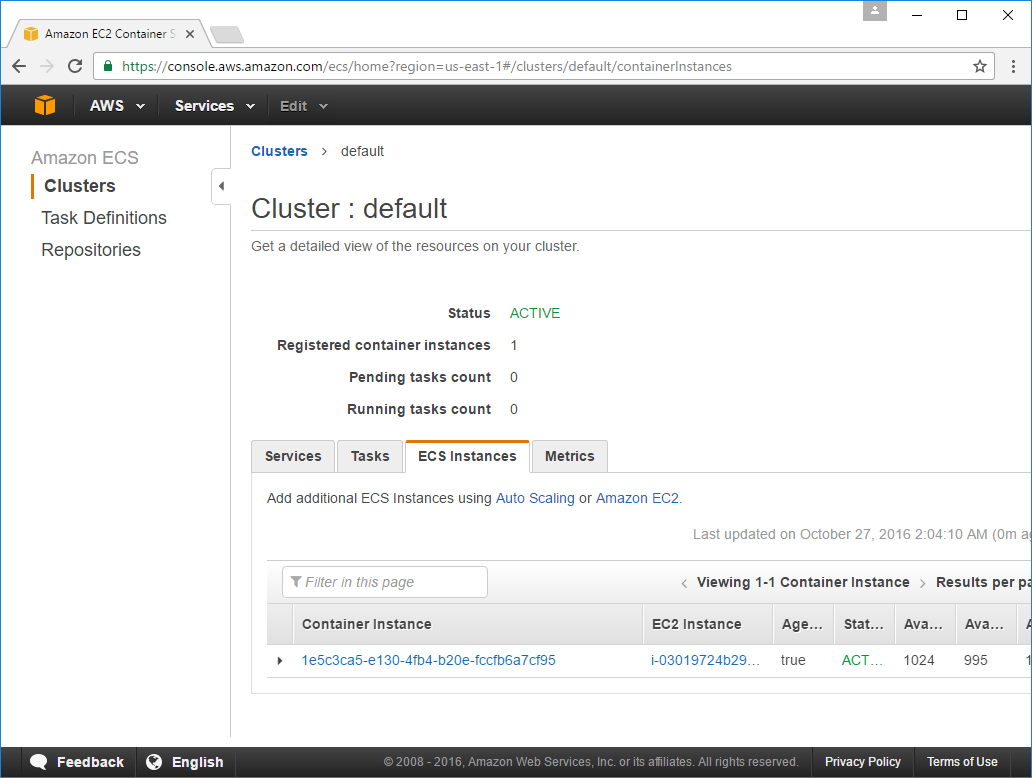 Amazon EC2 Container S
https://console.aws.amazon.com/ecs/home?region=us-east-1#/clusters/default/containerInstances
AWS Services Edit
Amazon ECS
Clusters
Task Definitions
Repositories
Clusters > default
Cluster : default
Get a detailed view of the resources on your cluster.
Status ACTIVE
Registered container instances 1
Pending tasks count 0
Running tasks count 0
Services Tasks ECS Instances Metrics
Add additional ECS Instances using Auto Scaling or Amazon EC2.
Last updated on October 27, 2016 2:04:10 AM (0m ag
Filter in this page < Viewing 1-1 Container Instance > Results per pa
Container Instance EC2 Instance Age... Stat... Ava... Ava...
1e5c3ca5-e130-4fb4-b20e-fccfb6a7cf95 i-03019724b29... true ACT... 1024 995 1
Feedback English © 2008 - 2016, Amazon Web Services, Inc. or its affiliates. All rights reserved. Privacy Policy Terms of Use